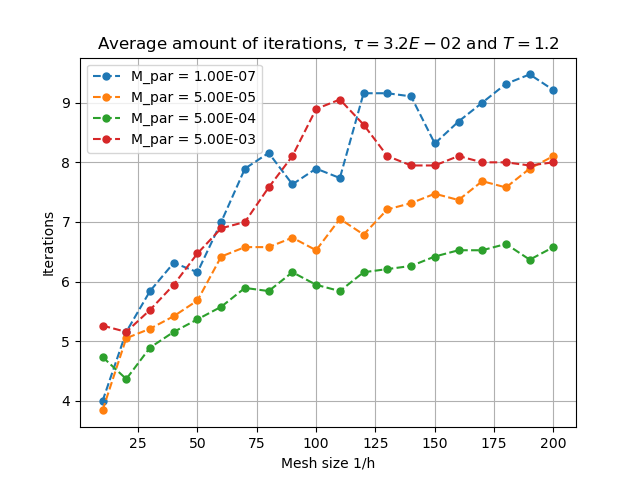 Average amount of iterations, τ = 3.2E − 02 and T = 1.2
M_par = 1.00E-07
M_par = 5.00E-05
M_par = 5.00E-04
M_par = 5.00E-03
Iterations
9
8
7
6
5
4
25 50 75 100 125 150 175 200
Mesh size 1/h